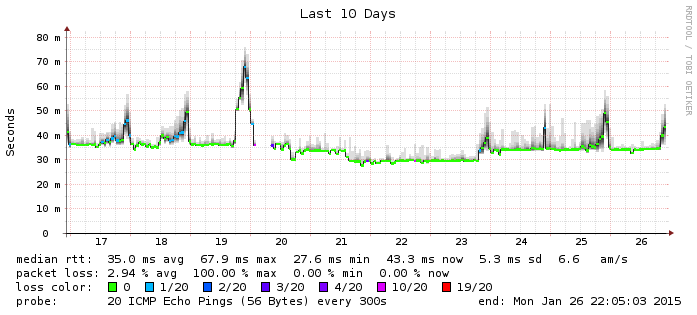 Last 10 Days
RRDTOOL / TOBI OETIKER
Seconds
80 m
70 m
60 m
50 m
40 m
30 m
20 m
10 m
0
17 18 19 20 21 22 23 24 25 26
median rtt: 35.0 ms avg 67.9 ms max 27.6 ms min 43.3 ms now 5.3 ms sd 6.6 am/s
packet loss: 2.94 % avg 100.00 % max 0.00 % min 0.00 % now
loss color: 0 1/20 2/20 3/20 4/20 10/20 19/20
probe: 20 ICMP Echo Pings (56 Bytes) every 300s end: Mon Jan 26 22:05:03 2015